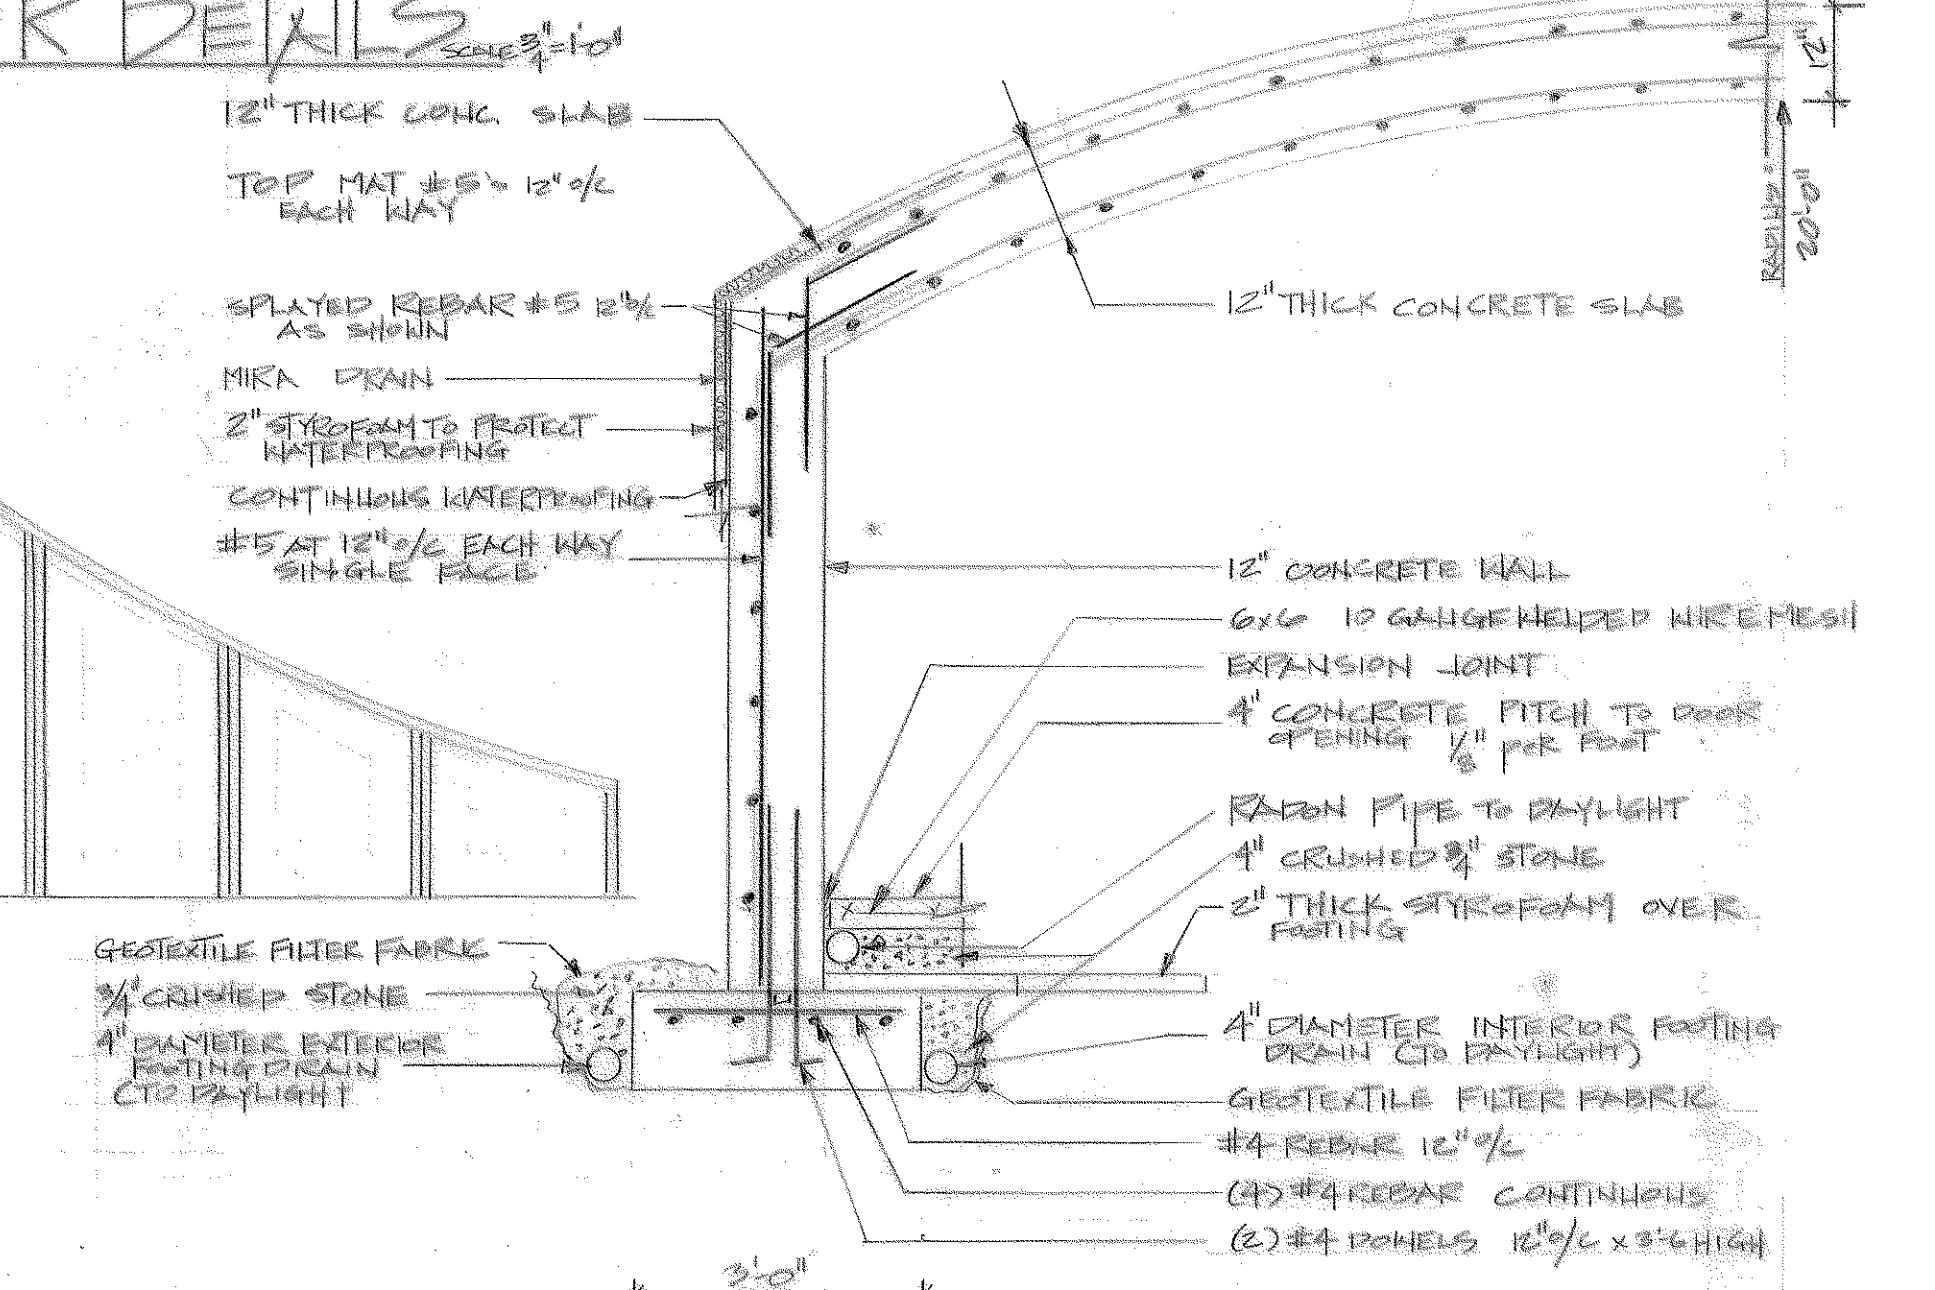 K DETAILS SCALE 3/4"=1'-0"
12" THICK CONC. SLAB
TOP MAT #5's 12" o/c
EACH WAY
SPLAYED REBAR #5 12" o/c
AS SHOWN
MIRA DRAIN
2" STYROFOAM TO PROTECT
WATERPROOFING
CONTINUOUS WATERPROOFING
#5 AT 12" o/c EACH WAY
SINGLE FACE
GEOTEXTILE FILTER FABRIC
3/4" CRUSHED STONE
4" DIAMETER EXTERIOR
FOOTING DRAIN
(TO DAYLIGHT
12"
RADIUS
20'-0"
12" THICK CONCRETE SLAB
12" CONCRETE WALL
6x6 10 GAUGE WELDED WIRE MESH
EXPANSION JOINT
4" CONCRETE PITCH TO DOOR
OPENING 1/8" per FOOT
RADON PIPE TO DAYLIGHT
4" CRUSHED 3/4" STONE
2" THICK STYROFOAM OVER
FOOTING
4" DIAMETER INTERIOR FOOTING
DRAIN (TO DAYLIGHT)
GEOTEXTILE FILTER FABRIC
#4 REBAR 12" o/c
(4) #4 REBAR CONTINUOUS
(2) #4 DOWELS 12" o/c x 3'-6 HIGH
3'-0"